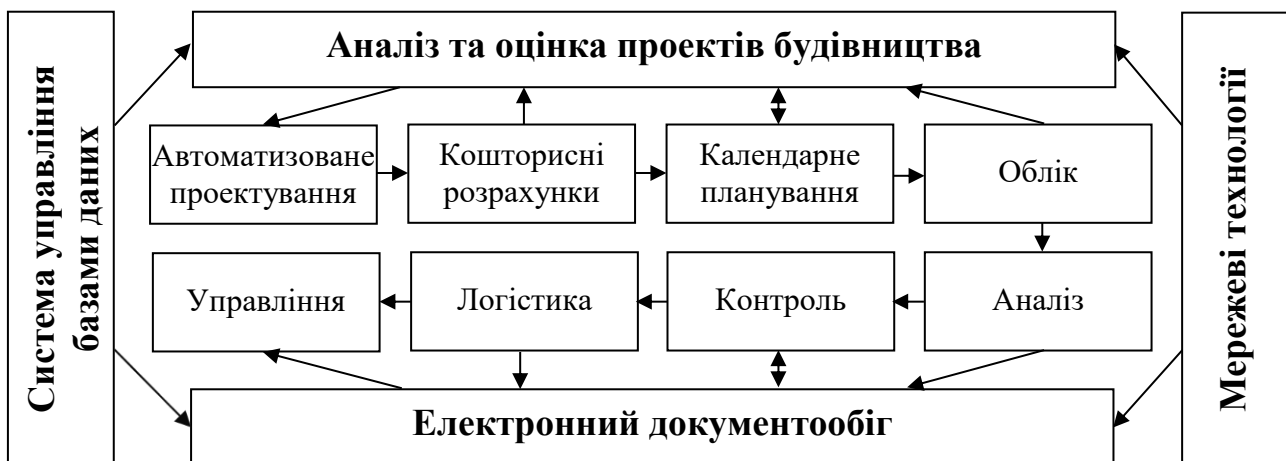 Система управління
базами даних
Аналіз та оцінка проектів будівництва
Автоматизоване
проектування
Кошторисні
розрахунки
Календарне
планування
Облік
Управління
Логістика
Контроль
Аналіз
Електронний документообіг
Мережеві технології